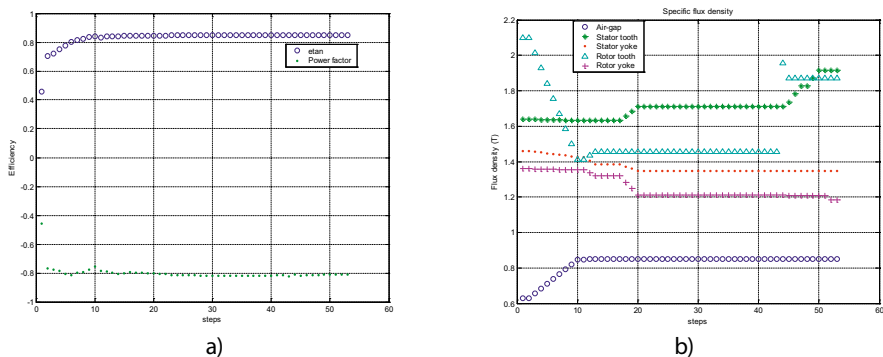 1
0.8
0.6
0.4
0.2
0
-0.2
-0.4
-0.6
-0.8
-1
Efficiency
etan
Power factor
0 10 20 30 40 50 60
steps
a)
Specific flux density
2.2
2
1.8
1.6
1.4
1.2
1
0.8
0.6
Flux density (T)
Air-gap
Stator tooth
Stator yoke
Rotor tooth
Rotor yoke
0 10 20 30 40 50 60
steps
b)